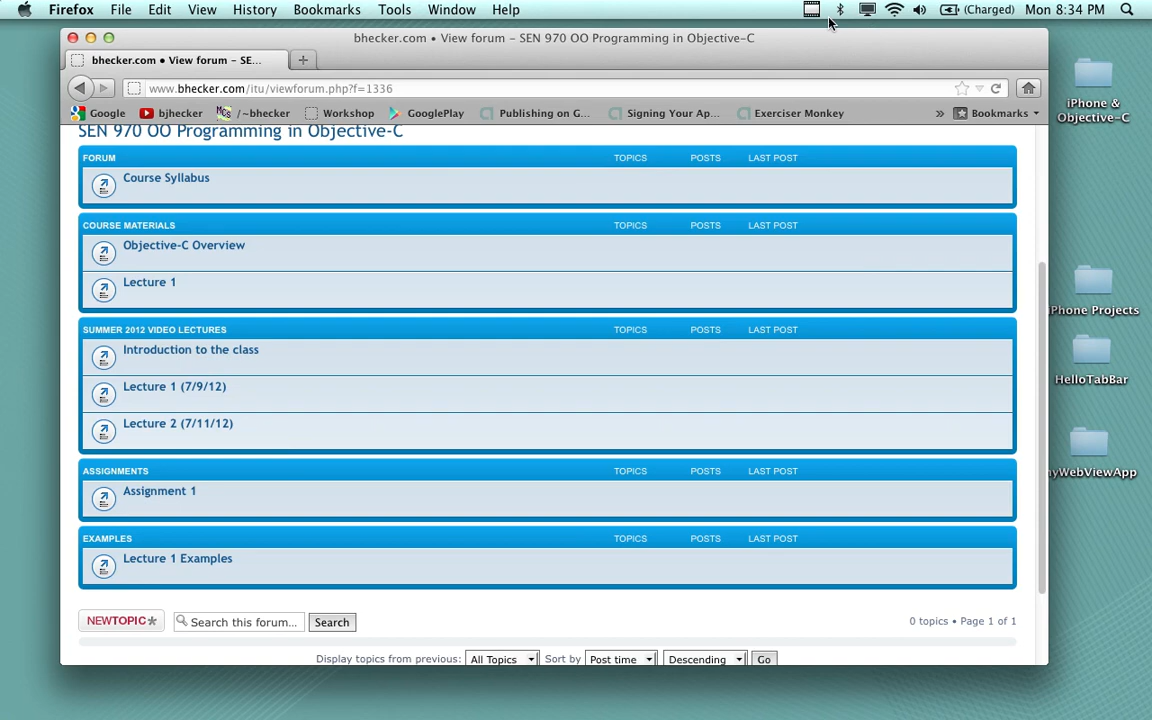 Firefox File Edit View History Bookmarks Tools Window Help (Charged) Mon 8:34 PM
bhecker.com • View forum – SEN 970 OO Programming in Objective-C
bhecker.com • View forum – SE... +
www.bhecker.com/itu/viewforum.php?f=1336
Google bjhecker /~bhecker Workshop GooglePlay Publishing on G... Signing Your Ap... Exerciser Monkey » Bookmarks
SEN 970 OO Programming in Objective-C
FORUM TOPICS POSTS LAST POST
Course Syllabus
COURSE MATERIALS TOPICS POSTS LAST POST
Objective-C Overview
Lecture 1
SUMMER 2012 VIDEO LECTURES TOPICS POSTS LAST POST
Introduction to the class
Lecture 1 (7/9/12)
Lecture 2 (7/11/12)
ASSIGNMENTS TOPICS POSTS LAST POST
Assignment 1
EXAMPLES TOPICS POSTS LAST POST
Lecture 1 Examples
NEWTOPIC* Search this forum... Search 0 topics • Page 1 of 1
Display topics from previous: All Topics Sort by Post time Descending Go
iPhone &
Objective-C
iPhone Projects
HelloTabBar
yWebViewApp